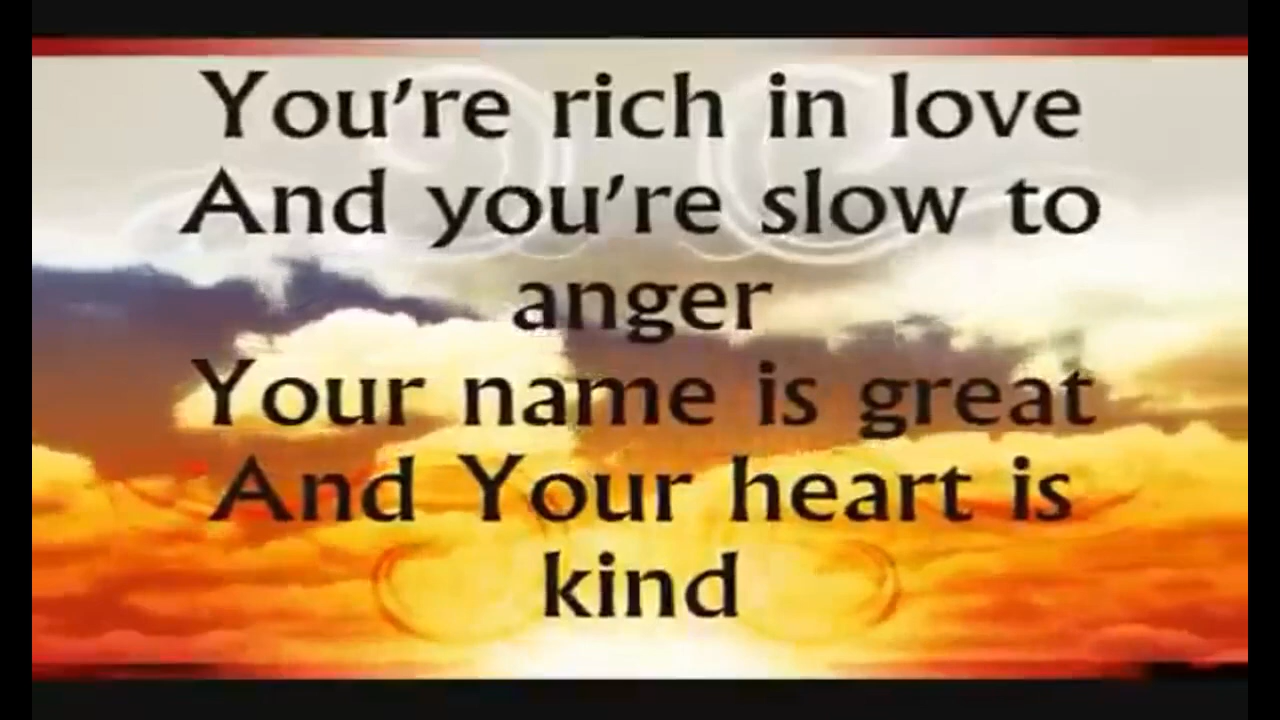 You're rich in love
And you're slow to
anger
Your name is great
And Your heart is
kind